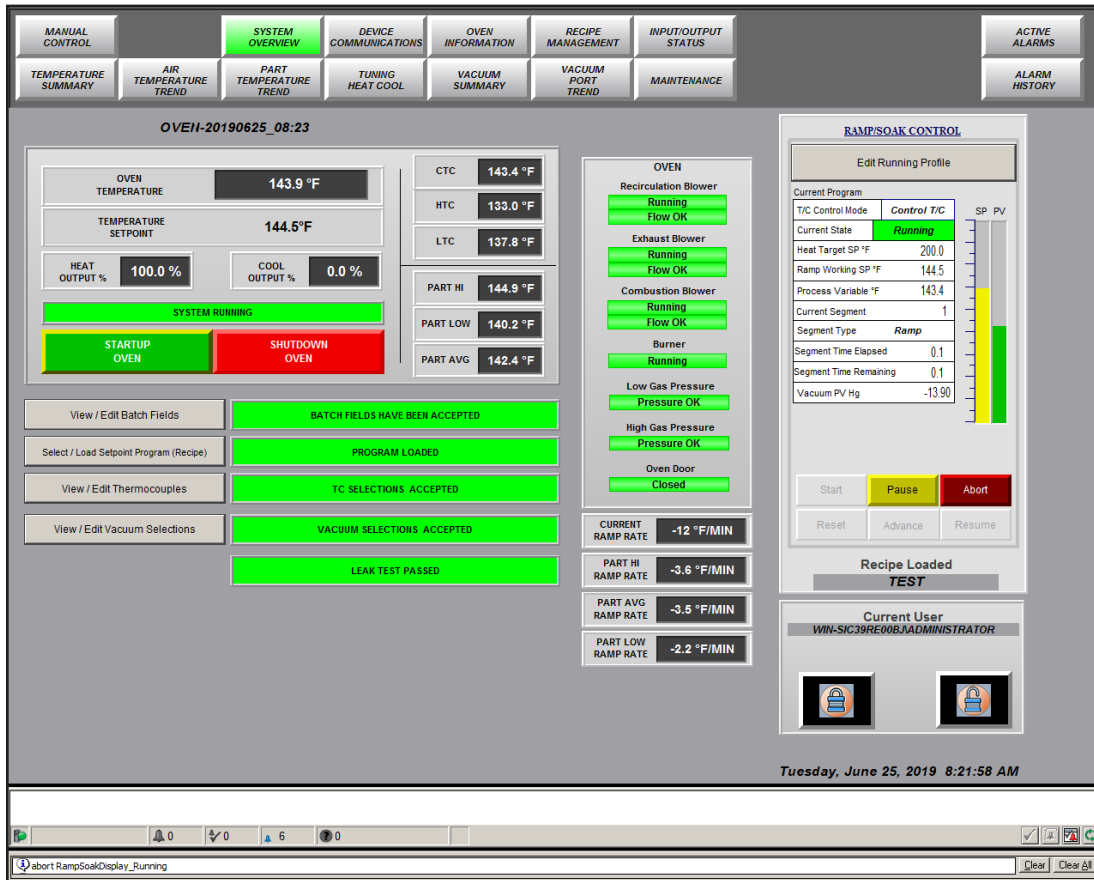 MANUAL
CONTROL
SYSTEM
OVERVIEW
DEVICE
COMMUNICATIONS
OVEN
INFORMATION
RECIPE
MANAGEMENT
INPUT/OUTPUT
STATUS
ACTIVE
ALARMS
TEMPERATURE
SUMMARY
AIR
TEMPERATURE
TREND
PART
TEMPERATURE
TREND
TUNING
HEAT COOL
VACUUM
SUMMARY
VACUUM
PORT
TREND
MAINTENANCE
ALARM
HISTORY
OVEN-20190625_08:23
OVEN
TEMPERATURE
143.9 °F
TEMPERATURE
SETPOINT
144.5°F
HEAT
OUTPUT %
100.0 %
COOL
OUTPUT %
0.0 %
SYSTEM RUNNING
STARTUP
OVEN
SHUTDOWN
OVEN
CTC 143.4 °F
HTC 133.0 °F
LTC 137.8 °F
PART HI 144.9 °F
PART LOW 140.2 °F
PART AVG 142.4 °F
View / Edit Batch Fields
BATCH FIELDS HAVE BEEN ACCEPTED
Select / Load Setpoint Program (Recipe)
PROGRAM LOADED
View / Edit Thermocouples
TC SELECTIONS ACCEPTED
View / Edit Vacuum Selections
VACUUM SELECTIONS ACCEPTED
LEAK TEST PASSED
OVEN
Recirculation Blower
Running
Flow OK
Exhaust Blower
Running
Flow OK
Combustion Blower
Running
Flow OK
Burner
Running
Low Gas Pressure
Pressure OK
High Gas Pressure
Pressure OK
Oven Door
Closed
CURRENT
RAMP RATE
-12 °F/MIN
PART HI
RAMP RATE
-3.6 °F/MIN
PART AVG
RAMP RATE
-3.5 °F/MIN
PART LOW
RAMP RATE
-2.2 °F/MIN
RAMP/SOAK CONTROL
Edit Running Profile
Current Program
T/C Control Mode Control T/C
Current State Running
Heat Target SP °F 200.0
Ramp Working SP °F 144.5
Process Variable °F 143.4
Current Segment 1
Segment Type Ramp
Segment Time Elapsed 0.1
Segment Time Remaining 0.1
Vacuum PV Hg -13.90
SP PV
Start Pause Abort
Reset Advance Resume
Recipe Loaded
TEST
Current User
WIN-SIC39RE00BJ\ADMINISTRATOR
Tuesday, June 25, 2019 8:21:58 AM
0 0 6 0
abort RampSoakDisplay_Running
Clear Clear All